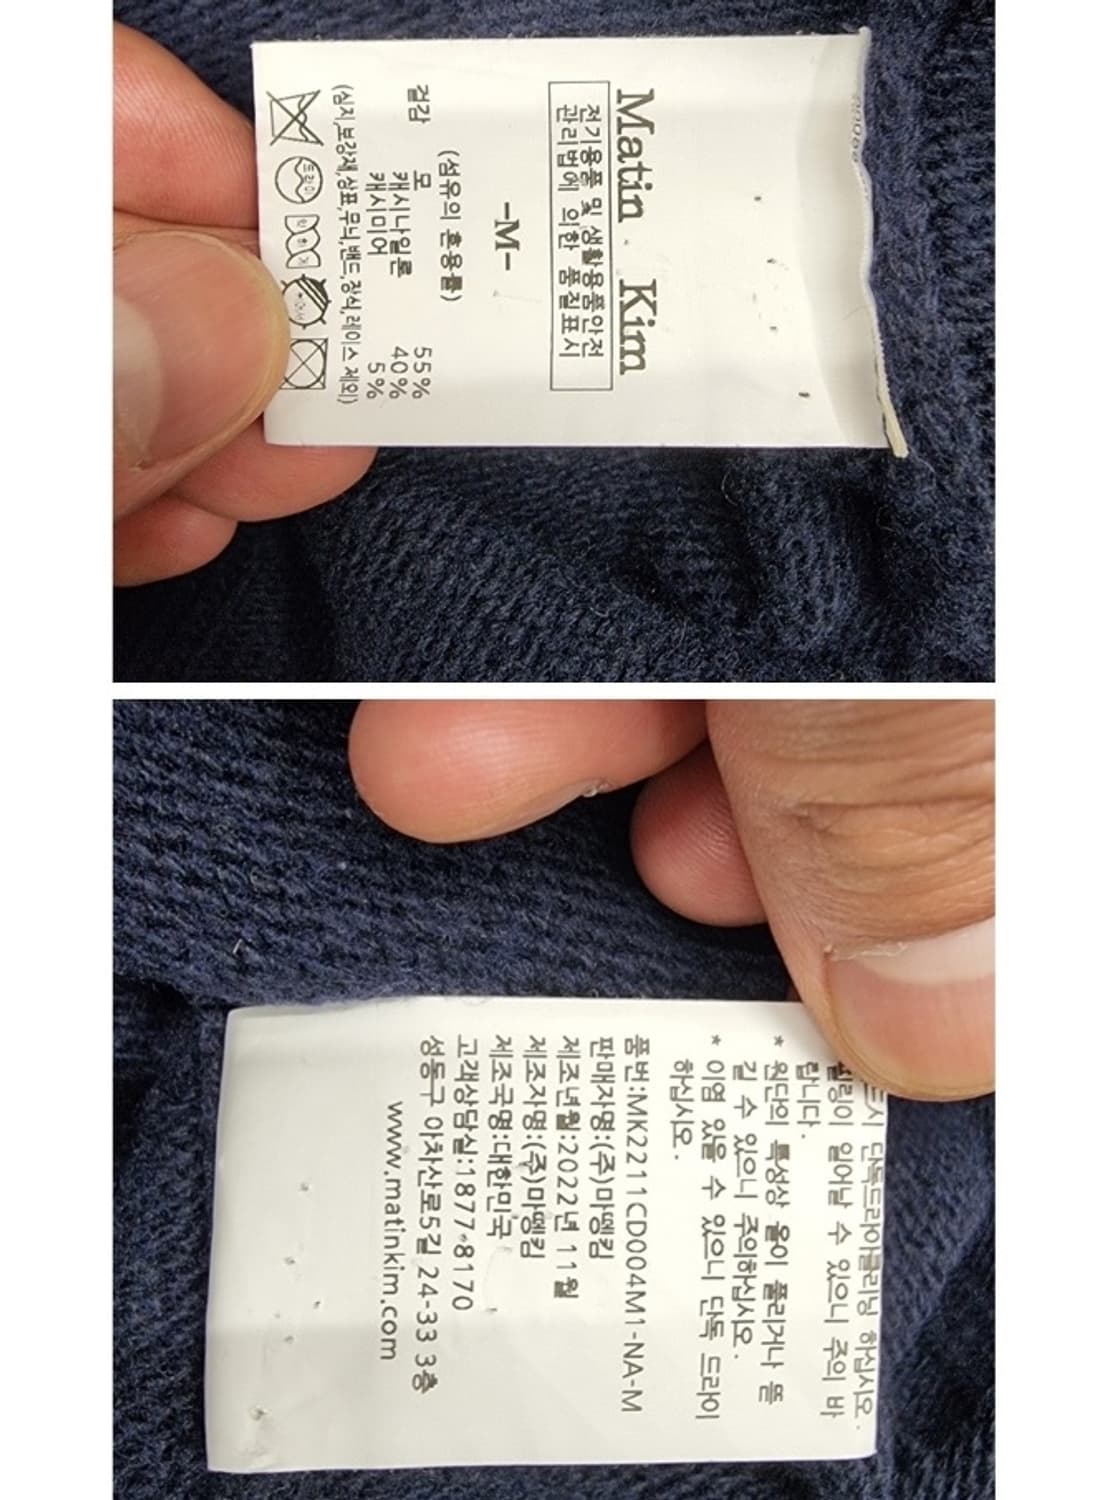 Matin Kim
전기용품 및 생활용품안전
관리법에 의한 품질표시
-M-
(섬유의 혼용률)
겉감 모 55%
캐시나일론 40%
캐시미어 5%
(심지,보강재,상표,무늬,밴드,장식,레이스 제외)
드라이
단독드라이클리닝 하십시오.
필링이 일어날 수 있으니 주의 바
랍니다.
* 원단의 특성상 올이 풀리거나 뜯
길 수 있으니 주의하십시오.
* 이염 있을 수 있으니 단독 드라이
하십시오.
품번:MK2211CD004M1-NA-M
판매자명:(주)마뗑킴
제조년월:2022년 11월
제조자명:(주)마뗑킴
제조국명:대한민국
고객상담실:1877-8170
성동구 아차산로5길 24-33 3층
www.matinkim.com